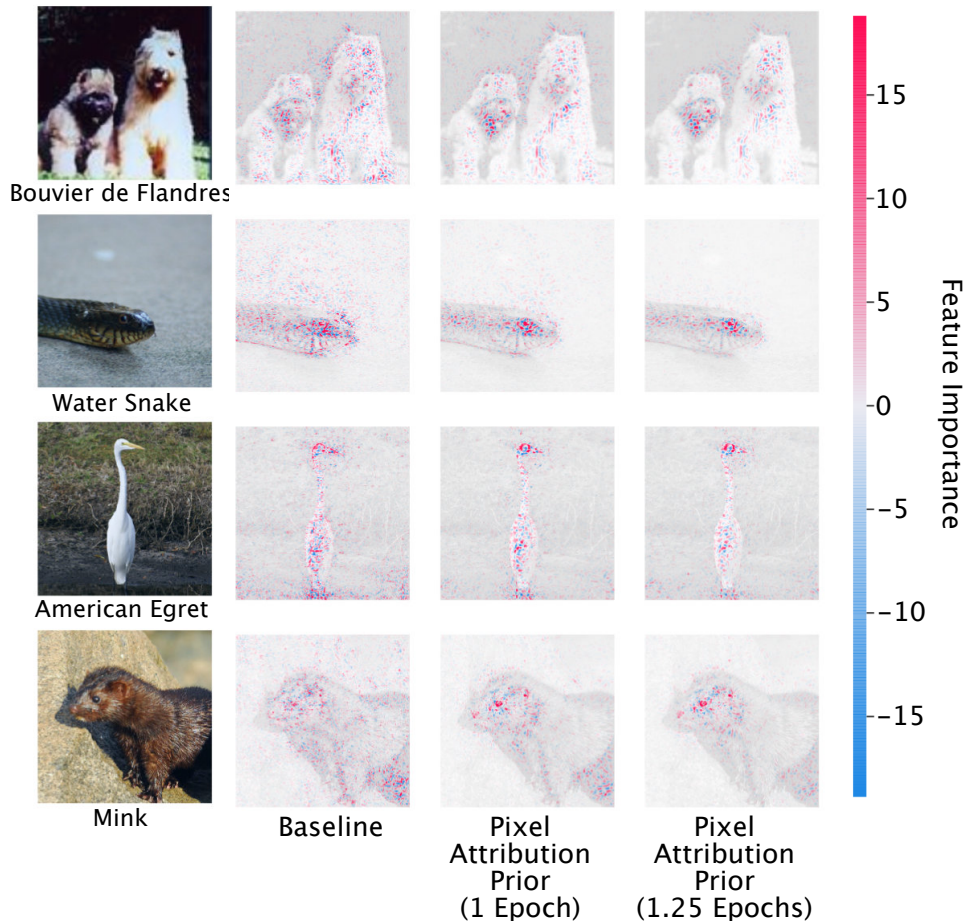 Bouvier de Flandres
Water Snake
American Egret
Mink
Baseline
Pixel
Attribution
Prior
(1 Epoch)
Pixel
Attribution
Prior
(1.25 Epochs)
15
10
5
0
−5
−10
−15
Feature Importance